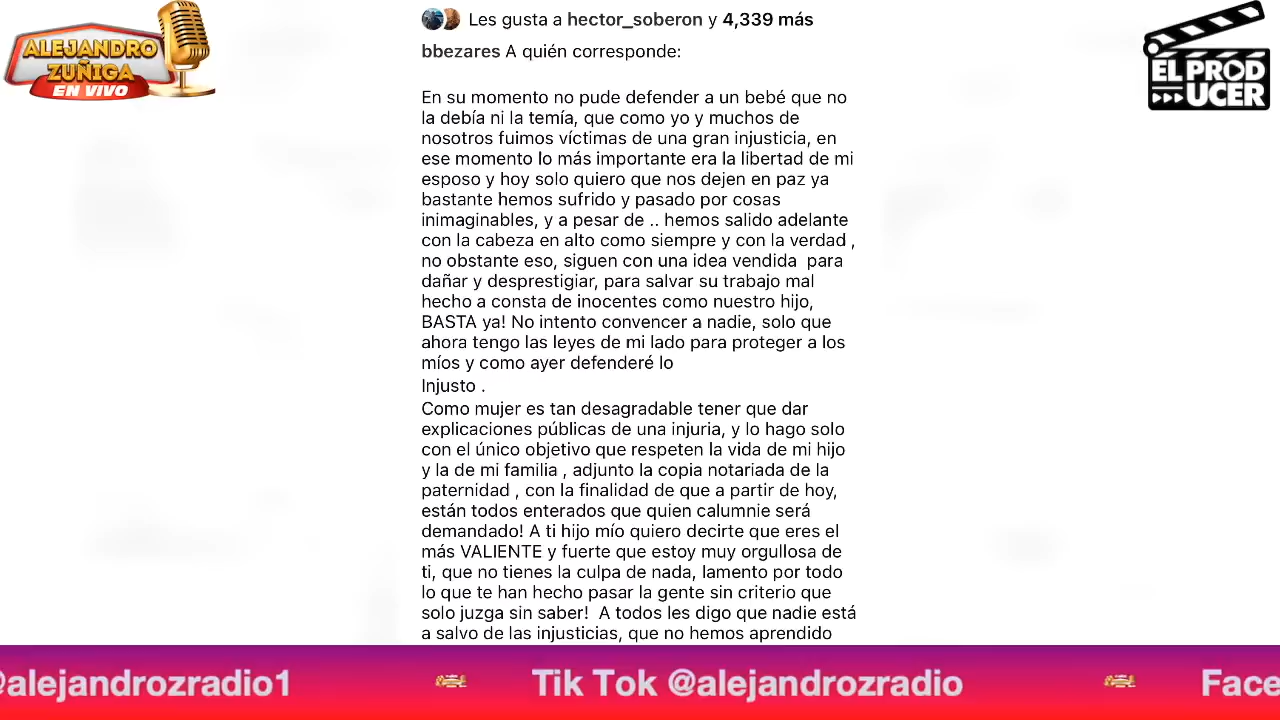 ALEJANDRO
ZUÑIGA
EN VIVO
EL PROD
UCER
Les gusta a hector_soberon y 4,339 más
bbezares A quién corresponde:
En su momento no pude defender a un bebé que no
la debía ni la temía, que como yo y muchos de
nosotros fuimos víctimas de una gran injusticia, en
ese momento lo más importante era la libertad de mi
esposo y hoy solo quiero que nos dejen en paz ya
bastante hemos sufrido y pasado por cosas
inimaginables, y a pesar de .. hemos salido adelante
con la cabeza en alto como siempre y con la verdad ,
no obstante eso, siguen con una idea vendida  para
dañar y desprestigiar, para salvar su trabajo mal
hecho a consta de inocentes como nuestro hijo,
BASTA ya! No intento convencer a nadie, solo que
ahora tengo las leyes de mi lado para proteger a los
míos y como ayer defenderé lo
Injusto .
Como mujer es tan desagradable tener que dar
explicaciones públicas de una injuria, y lo hago solo
con el único objetivo que respeten la vida de mi hijo
y la de mi familia , adjunto la copia notariada de la
paternidad , con la finalidad de que a partir de hoy,
están todos enterados que quien calumnie será
demandado! A ti hijo mío quiero decirte que eres el
más VALIENTE y fuerte que estoy muy orgullosa de
ti, que no tienes la culpa de nada, lamento por todo
lo que te han hecho pasar la gente sin criterio que
solo juzga sin saber!  A todos les digo que nadie está
a salvo de las injusticias, que no hemos aprendido
@alejandrozradio1
Tik Tok @alejandrozradio
Face